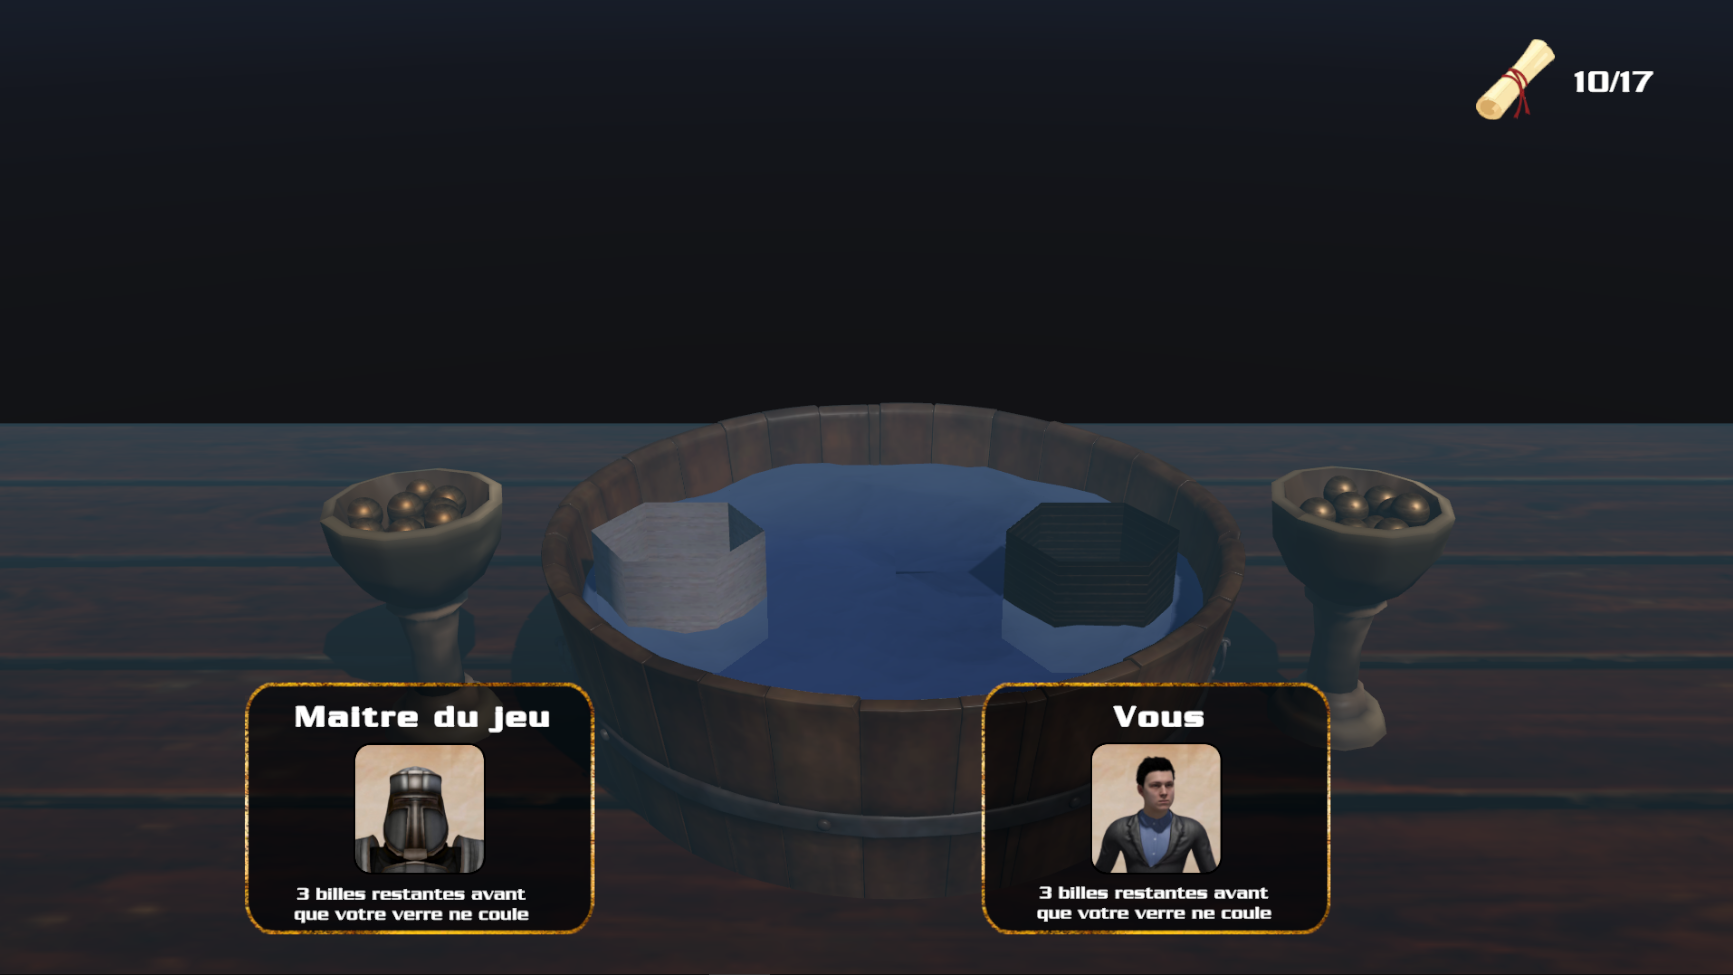 10/17
Maitre du jeu
3 billes restantes avant
que votre verre ne coule
Vous
3 billes restantes avant
que votre verre ne coule